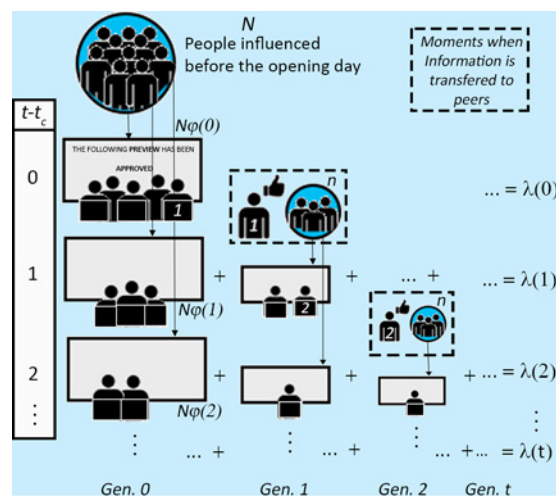 N
People influenced
before the opening day
Moments when
Information is
transfered to
peers
t-t_c
Nφ(0)
THE FOLLOWING PREVIEW HAS BEEN
APPROVED
0
1
n
1
... = λ(0)
1
+
2
+ ... +
... = λ(1)
Nφ(1)
n
2
2
+
+
+ ... = λ(2)
Nφ(2)
⋮
⋮ ... + ⋮ ... + ⋮ +... = λ(t)
Gen. 0 Gen. 1 Gen. 2 Gen. t